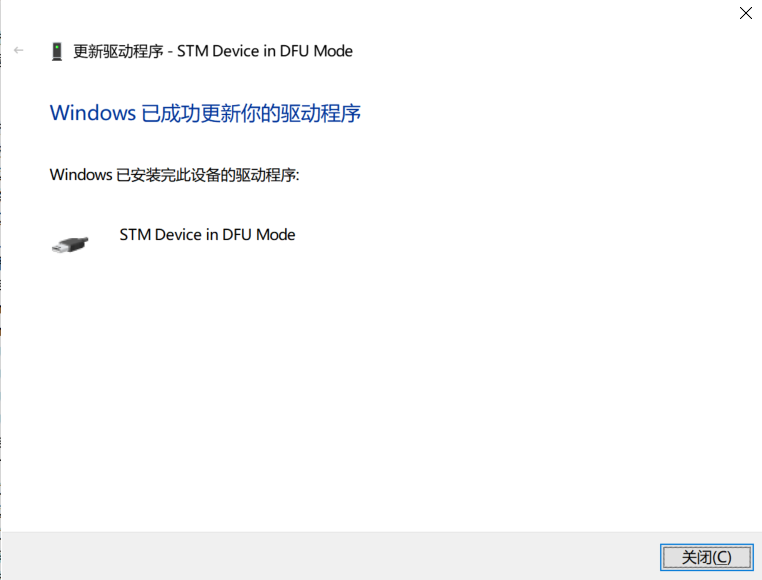 更新驱动程序 - STM Device in DFU Mode
Windows 已成功更新你的驱动程序
Windows 已安装完此设备的驱动程序:
STM Device in DFU Mode
关闭(C)